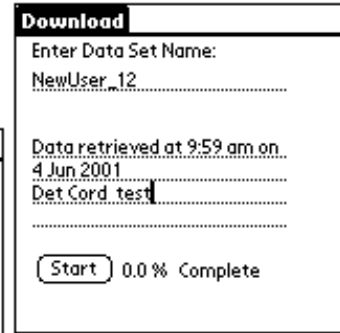 Download
Enter Data Set Name:
NewUser_12
Data retrieved at 9:59 am on
4 Jun 2001
Det Cord test
Start 0.0 % Complete